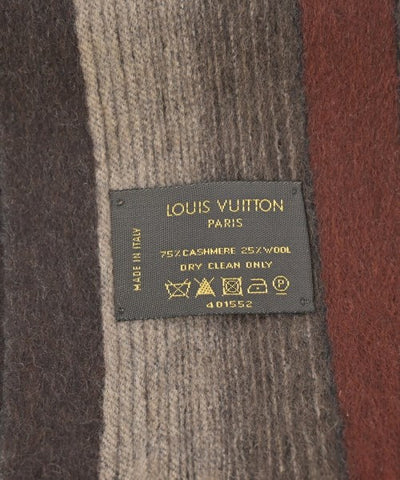 LOUIS VUITTON
PARIS
MADE IN ITALY
75%CASHMERE 25%WOOL
DRY CLEAN ONLY
P
401552